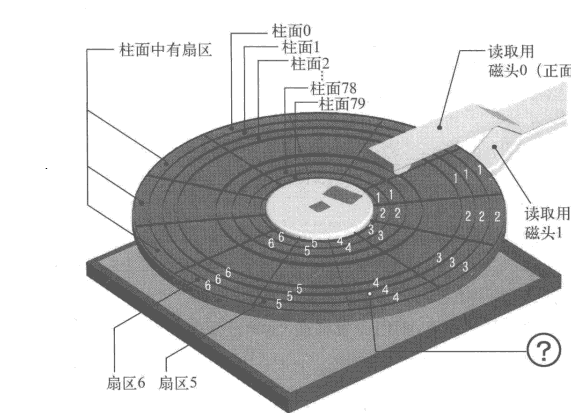 柱面中有扇区
柱面0
柱面1
柱面2
柱面78
柱面79
读取用
磁头0（正面
读取用
磁头1
1 1 1 1 1
2 2 2 2 2
3 3 3 3 3
4 4 4 4 4
5 5 5 5 5
6 6 6 6 6
扇区6 扇区5
?